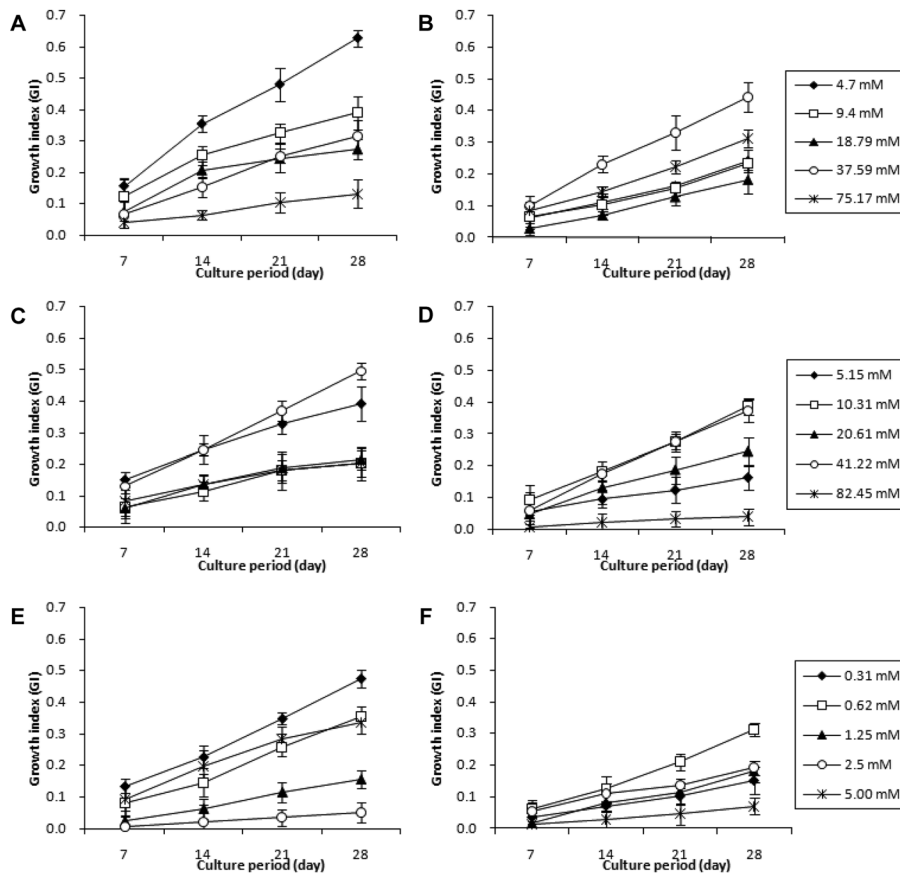 A
Growth index (GI)
0.7
0.6
0.5
0.4
0.3
0.2
0.1
0.0
7 14 21 28
Culture period (day)
B
Growth index (GI)
0.7
0.6
0.5
0.4
0.3
0.2
0.1
0.0
7 14 21 28
Culture period (day)
4.7 mM
9.4 mM
18.79 mM
37.59 mM
75.17 mM
C
Growth index (GI)
0.7
0.6
0.5
0.4
0.3
0.2
0.1
0.0
7 14 21 28
Culture period (day)
D
Growth index (GI)
0.7
0.6
0.5
0.4
0.3
0.2
0.1
0.0
7 14 21 28
Culture period (day)
5.15 mM
10.31 mM
20.61 mM
41.22 mM
82.45 mM
E
Growth index (GI)
0.7
0.6
0.5
0.4
0.3
0.2
0.1
0.0
7 14 21 28
Culture period (day)
F
Growth index (GI)
0.7
0.6
0.5
0.4
0.3
0.2
0.1
0.0
7 14 21 28
Culture period (day)
0.31 mM
0.62 mM
1.25 mM
2.5 mM
5.00 mM